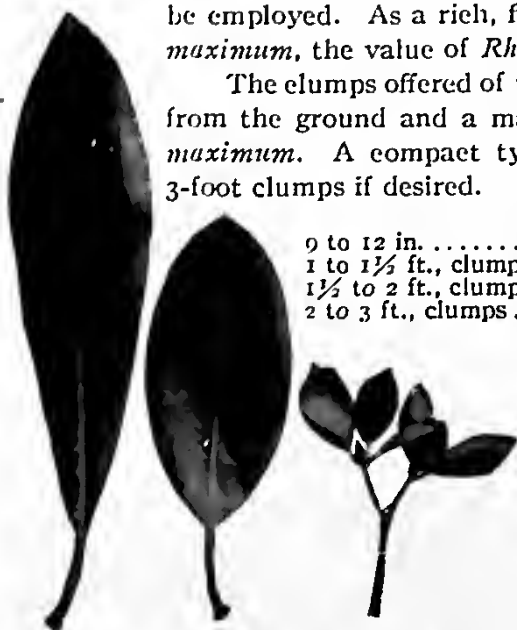 be employed. As a rich, f
maximum, the value of Rh
The clumps offered of
from the ground and a ma
maximum. A compact ty
3-foot clumps if desired.
9 to 12 in. . . . . . . .
1 to 1½ ft., clump
1½ to 2 ft., clump
2 to 3 ft., clumps .